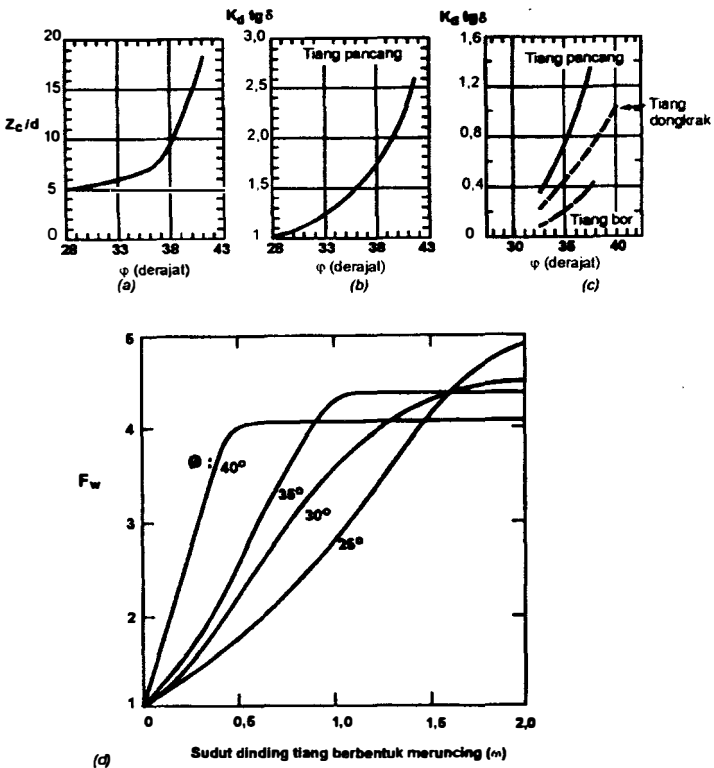 K_d tg δ
K_d tg δ
20
15
Z_c/d
10
5
0
28 33 38 43
φ (derajat)
(a)
3,0
Tiang pancang
2,5
2,0
1,5
1
28 33 38 43
φ (derajat)
(b)
1,6
Tiang pancang
1,2
Tiang dongkrak
0,8
0,4
Tiang bor
0
30 35 40
φ (derajat)
(c)
5
4
Ø : 40°
F_w
35°
30°
3
25°
2
1
0 0,5 1,0 1,5 2,0
(d) Sudut dinding tiang berbentuk meruncing (ω)